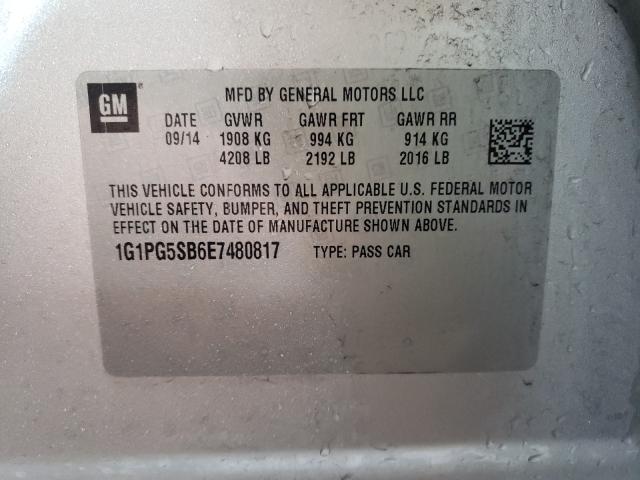 GM
MFD BY GENERAL MOTORS LLC
DATE GVWR GAWR FRT GAWR RR
09/14 1908 KG 994 KG 914 KG
4208 LB 2192 LB 2016 LB
THIS VEHICLE CONFORMS TO ALL APPLICABLE U.S. FEDERAL MOTOR
VEHICLE SAFETY, BUMPER, AND THEFT PREVENTION STANDARDS IN
EFFECT ON THE DATE OF MANUFACTURE SHOWN ABOVE.
1G1PG5SB6E7480817 TYPE: PASS CAR